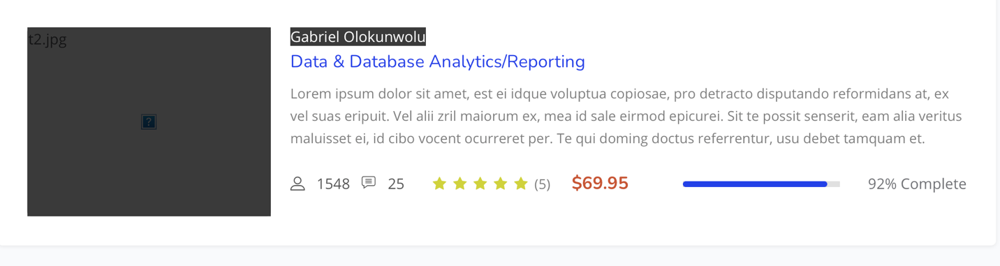 t2.jpg
Gabriel Olokunwolu
Data & Database Analytics/Reporting
Lorem ipsum dolor sit amet, est ei idque voluptua copiosae, pro detracto disputando reformidans at, ex
vel suas eripuit. Vel alii zril maiorum ex, mea id sale eirmod epicurei. Sit te possit senserit, eam alia veritus
maluisset ei, id cibo vocent ocurreret per. Te qui doming doctus referrentur, usu debet tamquam et.
1548 25 (5) $69.95 92% Complete